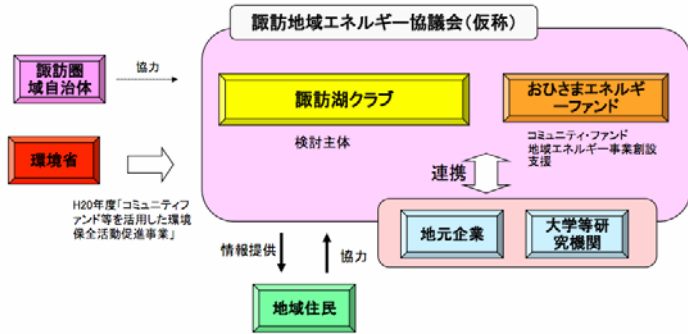 諏訪地域エネルギー協議会(仮称)
諏訪圏
域自治体
協力
諏訪湖クラブ
検討主体
おひさまエネルギ
ーファンド
コミュニティ・ファンド
地域エネルギー事業創設
支援
環境省
H20年度「コミュニティファ
ンド等を活用した環境
保全活動促進事業」
連携
地元企業
大学等研
究機関
情報提供
協力
地域住民